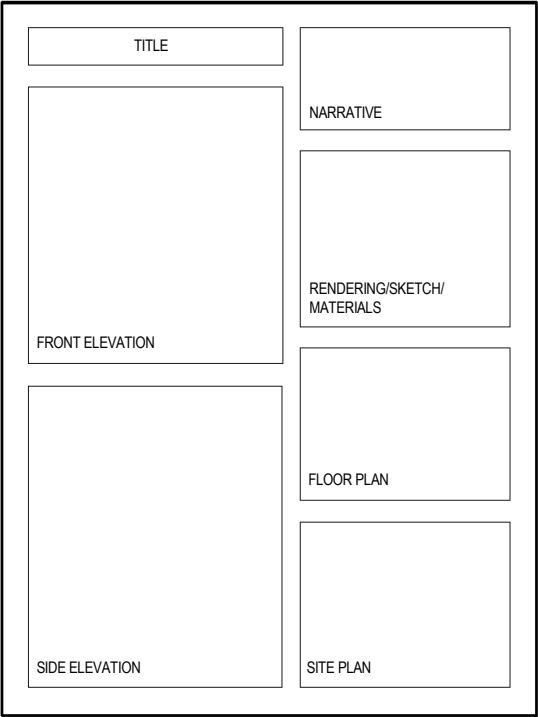 TITLE
FRONT ELEVATION
SIDE ELEVATION
NARRATIVE
RENDERING/SKETCH/
MATERIALS
FLOOR PLAN
SITE PLAN